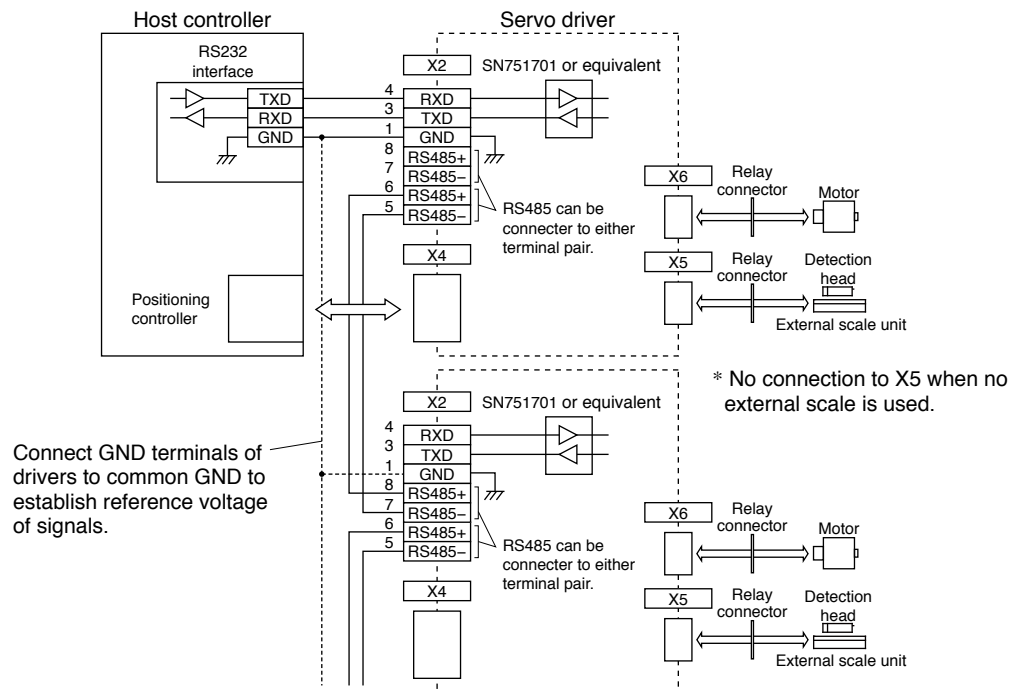 Host controller
Servo driver
RS232
interface
TXD
RXD
GND
X2
SN751701 or equivalent
4
RXD
3
TXD
1
GND
8
RS485+
7
RS485−
6
RS485+
5
RS485−
RS485 can be
connecter to either
terminal pair.
X4
Positioning
controller
X6
Relay
connector
Motor
X5
Relay
connector
Detection
head
External scale unit
* No connection to X5 when no
external scale is used.
Connect GND terminals of
drivers to common GND to
establish reference voltage
of signals.
X2
SN751701 or equivalent
4
RXD
3
TXD
1
GND
8
RS485+
7
RS485−
6
RS485+
5
RS485−
RS485 can be
connecter to either
terminal pair.
X4
X6
Relay
connector
Motor
X5
Relay
connector
Detection
head
External scale unit